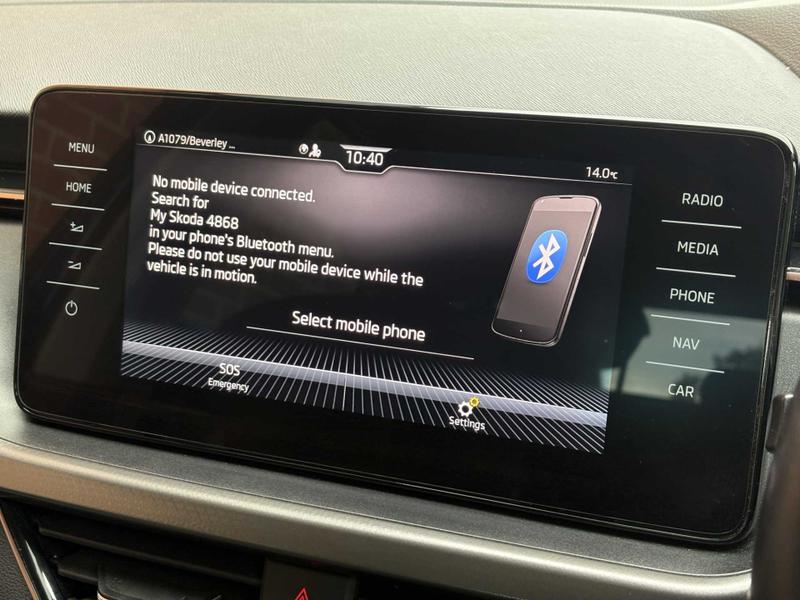 A1079/Beverley ...
10:40
14.0°C
MENU
HOME
No mobile device connected.
Search for
My Skoda 4868
in your phone's Bluetooth menu.
Please do not use your mobile device while the
vehicle is in motion.
Select mobile phone
SOS
Emergency
Settings
RADIO
MEDIA
PHONE
NAV
CAR